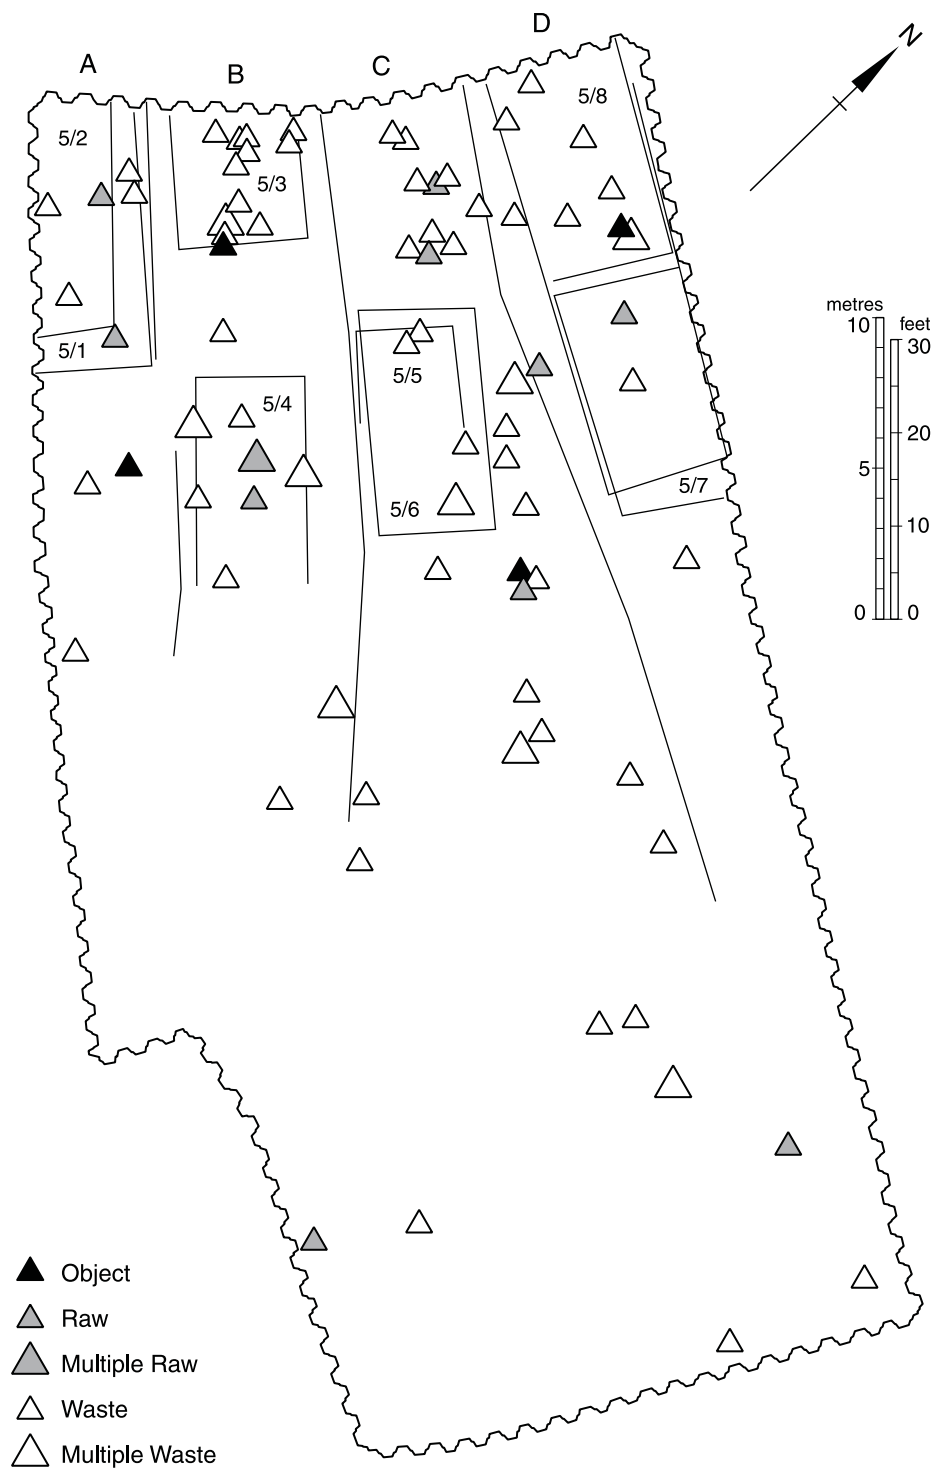 A
B
C
D
N
5/2
5/3
5/8
5/1
5/4
5/5
5/6
5/7
metres
feet
10
30
20
5
10
0
0
Object
Raw
Multiple Raw
Waste
Multiple Waste